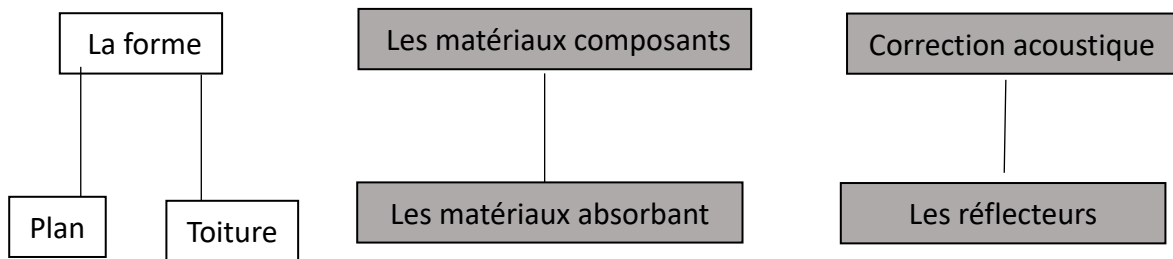 La forme
Les matériaux composants
Correction acoustique
Plan
Toiture
Les matériaux absorbant
Les réflecteurs